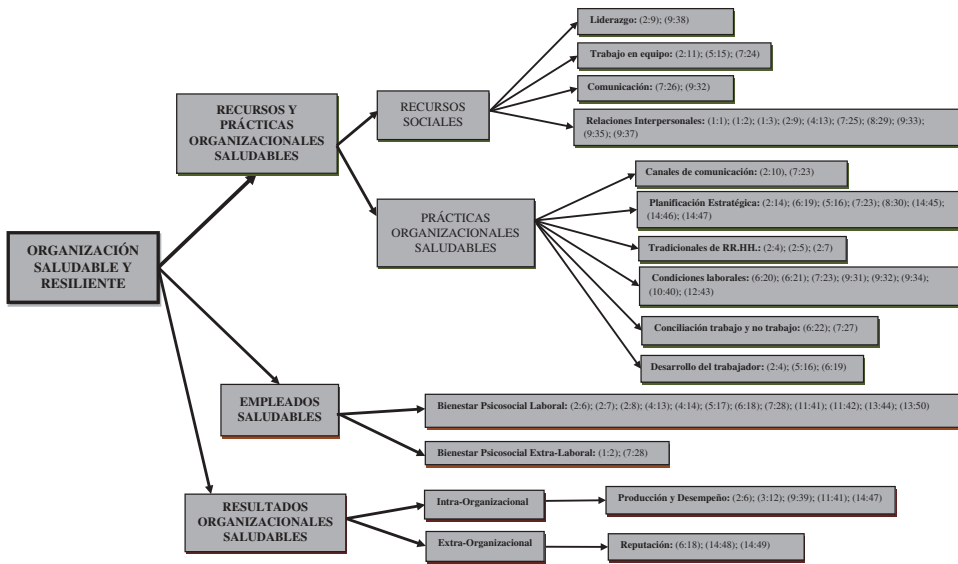 ORGANIZACIÓN
SALUDABLE Y
RESILIENTE
RECURSOS Y
PRÁCTICAS
ORGANIZACIONALES
SALUDABLES
RECURSOS
SOCIALES
Liderazgo: (2:9); (9:38)
Trabajo en equipo: (2:11); (5:15); (7:24)
Comunicación: (7:26); (9:32)
Relaciones Interpersonales: (1:1); (1:2); (1:3); (2:9); (4:13); (7:25); (8:29); (9:33);
(9:35); (9:37)
PRÁCTICAS
ORGANIZACIONALES
SALUDABLES
Canales de comunicación: (2:10), (7:23)
Planificación Estratégica: (2:14); (6:19); (5:16); (7:23); (8:30); (14:45);
(14:46); (14:47)
Tradicionales de RR.HH.: (2:4); (2:5); (2:7)
Condiciones laborales: (6:20); (6:21); (7:23); (9:31); (9:32); (9:34);
(10:40); (12:43)
Conciliación trabajo y no trabajo: (6:22); (7:27)
Desarrollo del trabajador: (2:4); (5:16); (6:19)
EMPLEADOS
SALUDABLES
Bienestar Psicosocial Laboral: (2:6); (2:7); (2:8); (4:13); (4:14); (5:17); (6:18); (7:28); (11:41); (11:42); (13:44); (13:50)
Bienestar Psicosocial Extra-Laboral: (1:2); (7:28)
RESULTADOS
ORGANIZACIONALES
SALUDABLES
Intra-Organizacional
Producción y Desempeño: (2:6); (3:12); (9:39); (11:41); (14:47)
Extra-Organizacional
Reputación: (6:18); (14:48); (14:49)